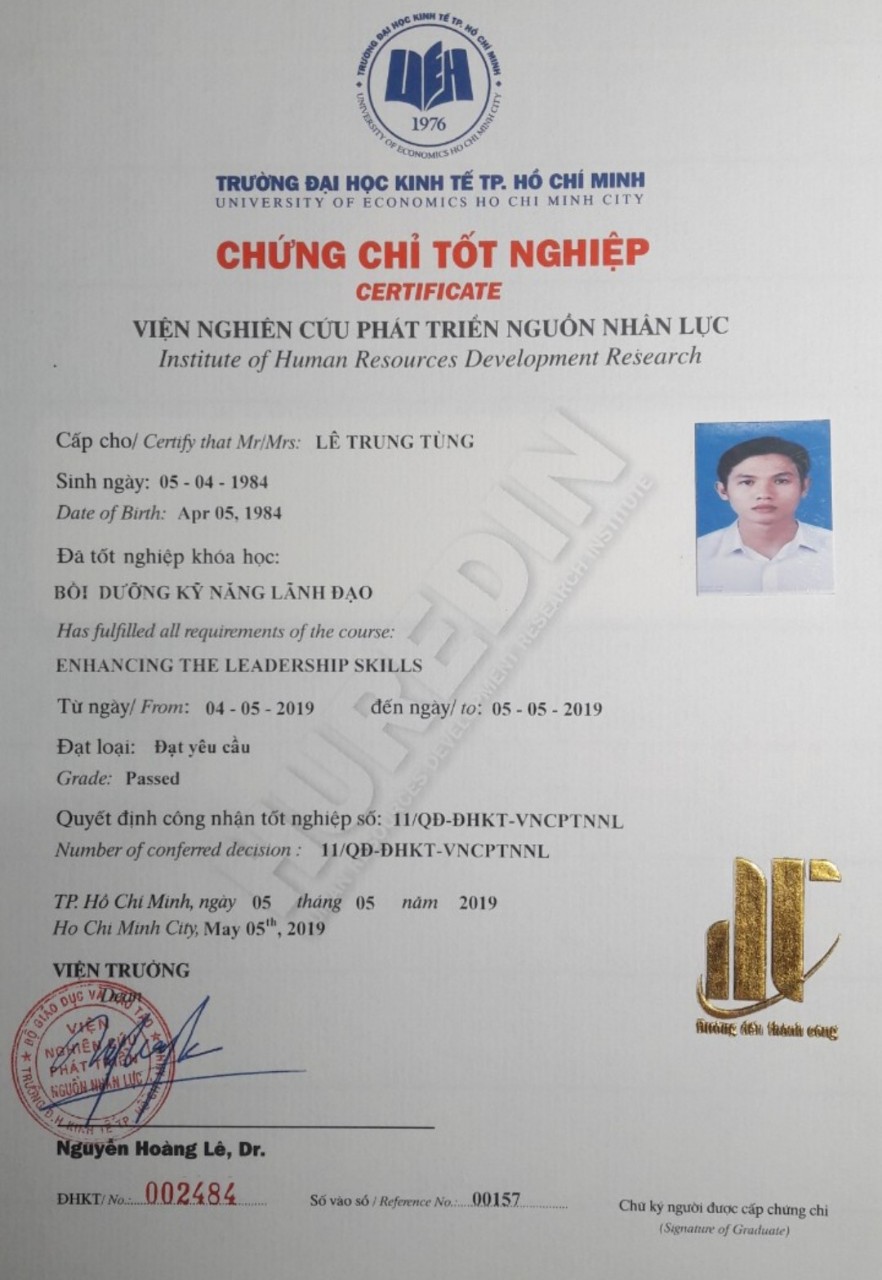 TRƯỜNG ĐẠI HỌC KINH TẾ TP. HỒ CHÍ MINH
UEH
1976
UNIVERSITY OF ECONOMICS HO CHI MINH CITY
TRƯỜNG ĐẠI HỌC KINH TẾ TP. HỒ CHÍ MINH
UNIVERSITY OF ECONOMICS HO CHI MINH CITY
CHỨNG CHỈ TỐT NGHIỆP
CERTIFICATE
VIỆN NGHIÊN CỨU PHÁT TRIỂN NGUỒN NHÂN LỰC
Institute of Human Resources Development Research
Cấp cho/ Certify that Mr/Mrs: LÊ TRUNG TÙNG
Sinh ngày: 05 - 04 - 1984
Date of Birth: Apr 05, 1984
Đã tốt nghiệp khóa học:
BỒI DƯỠNG KỸ NĂNG LÃNH ĐẠO
Has fulfilled all requirements of the course:
ENHANCING THE LEADERSHIP SKILLS
Từ ngày/ From: 04 - 05 - 2019 đến ngày/ to: 05 - 05 - 2019
Đạt loại: Đạt yêu cầu
Grade: Passed
Quyết định công nhận tốt nghiệp số: 11/QĐ-ĐHKT-VNCPTNNL
Number of conferred decision : 11/QĐ-ĐHKT-VNCPTNNL
HUREDIN
HUMAN RESOURCES DEVELOPMENT RESEARCH INSTITUTE
TP. Hồ Chí Minh, ngày 05 tháng 05 năm 2019
Ho Chi Minh City, May 05th, 2019
VIỆN TRƯỞNG
Dean
BỘ GIÁO DỤC VÀ ĐÀO TẠO
VIỆN
NGHIÊN CỨU
PHÁT TRIỂN
NGUỒN NHÂN LỰC
TRƯỜNG Đ.H KINH TẾ TP. HỒ CHÍ MINH
Hướng đến thành công
Nguyễn Hoàng Lê, Dr.
ĐHKT/ No.:....002484
Số vào sổ / Reference No.:....00157
Chữ ký người được cấp chứng chỉ
(Signature of Graduate)